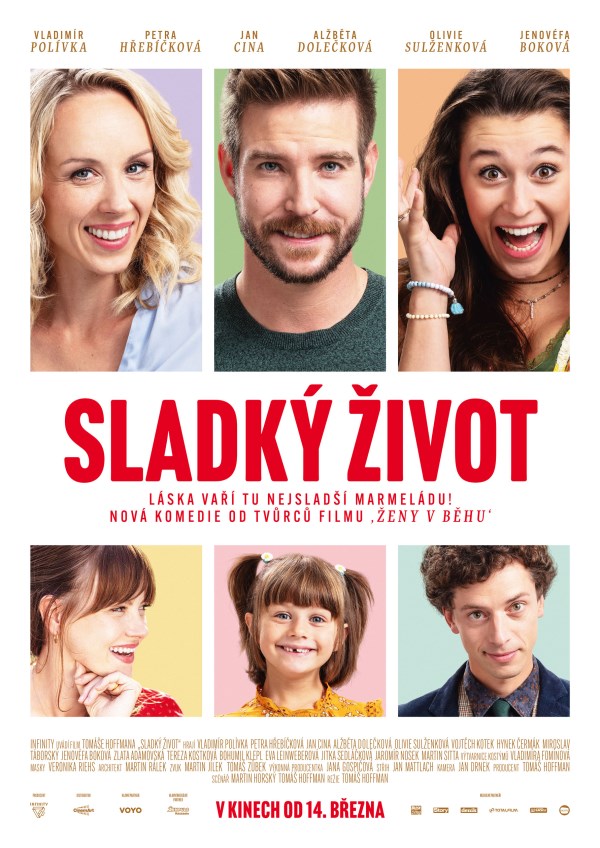 VLADIMÍR POLÍVKA
PETRA HŘEBÍČKOVÁ
JAN CINA
ALŽBĚTA DOLEČKOVÁ
OLIVIE SULŽENKOVÁ
JENOVÉFA BOKOVÁ
SLADKÝ ŽIVOT
LÁSKA VAŘÍ TU NEJSLADŠÍ MARMELÁDU!
NOVÁ KOMEDIE OD TVŮRCŮ FILMU ‚ŽENY V BĚHU‘
INFINITY UVÁDÍ FILM TOMÁŠE HOFFMANA „SLADKÝ ŽIVOT“ HRAJÍ VLADIMÍR POLÍVKA PETRA HŘEBÍČKOVÁ JAN CINA ALŽBĚTA DOLEČKOVÁ OLIVIE SULŽENKOVÁ VOJTĚCH KOTEK HYNEK ČERMÁK MIROSLAV
TÁBORSKÝ JENOVÉFA BOKOVÁ ZLATA ADAMOVSKÁ TEREZA KOSTKOVÁ BOHUMIL KLEPL EVA LEINWEBEROVÁ JITKA SEDLÁČKOVÁ JAROMÍR NOSEK MARTIN SITTA VÝTVARNICE KOSTÝMŮ VLADIMÍRA FOMÍNOVÁ
MASKY VERONIKA RIEHS ARCHITEKT MARTIN RÁLEK ZVUK MARTIN JÍLEK TOMÁŠ ZŮBEK VÝKONNÁ PRODUCENTKA JANA GOSPIČOVÁ STŘIH JAN MATTLACH KAMERA JAN DRNEK PRODUCENT TOMÁŠ HOFFMAN
SCÉNÁŘ MARTIN HORSKÝ TOMÁŠ HOFFMAN REŽIE TOMÁŠ HOFFMAN
V KINECH OD 14. BŘEZNA
INFINITY
CinemArt
VOYO
Story
TOTALFILM